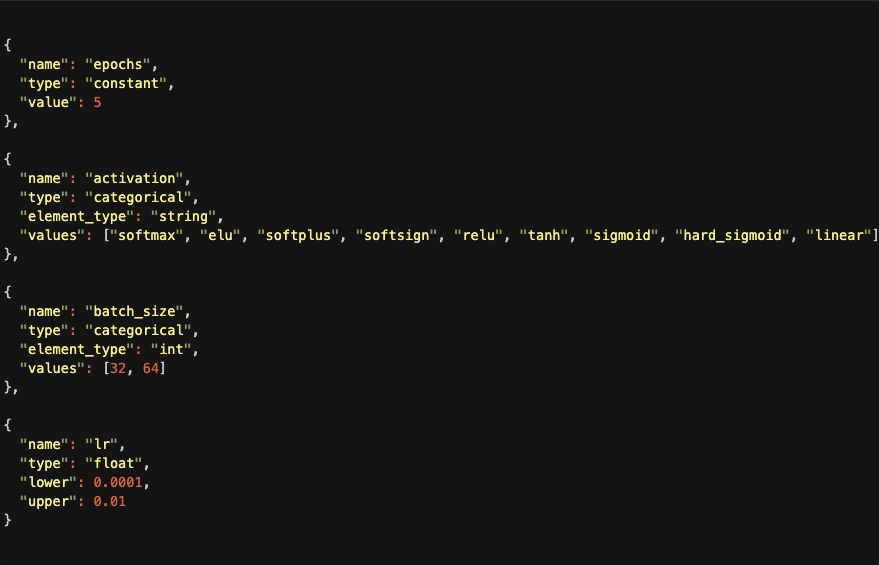 {
  "name": "epochs",
  "type": "constant",
  "value": 5
},
{
  "name": "activation",
  "type": "categorical",
  "element_type": "string",
  "values": ["softmax", "elu", "softplus", "softsign", "relu", "tanh", "sigmoid", "hard_sigmoid", "linear"]
},
{
  "name": "batch_size",
  "type": "categorical",
  "element_type": "int",
  "values": [32, 64]
},
{
  "name": "lr",
  "type": "float",
  "lower": 0.0001,
  "upper": 0.01
}